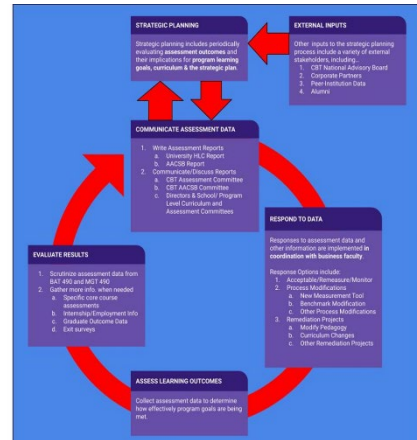 STRATEGIC PLANNING
Strategic planning includes periodically
evaluating assessment outcomes and
their implications for program learning
goals, curriculum & the strategic plan.
EXTERNAL INPUTS
Other inputs to the strategic planning
process include a variety of external
stakeholders, including...
1. CBT National Advisory Board
2. Corporate Partners
3. Peer Institution Data
4. Alumni
COMMUNICATE ASSESSMENT DATA
1. Write Assessment Reports
a. University HLC Report
b. AACSB Report
2. Communicate/Discuss Reports
a. CBT Assessment Committee
b. CBT AACSB Committee
c. Directors & School/ Program
Level Curriculum and
Assessment Committees
RESPOND TO DATA
Responses to assessment data and
other information are implemented in
coordination with business faculty.
Response Options include:
1. Acceptable/Remeasure/Monitor
2. Process Modifications
a. New Measurement Tool
b. Benchmark Modification
c. Other Process Modifications
3. Remediation Projects
a. Modify Pedagogy
b. Curriculum Changes
c. Other Remediation Projects
EVALUATE RESULTS
1. Scrutinize assessment data from
BAT 490 and MGT 490
2. Gather more info. when needed
a. Specific core course
assessments
b. Internship/Employment Info
c. Graduate Outcome Data
d. Exit surveys
ASSESS LEARNING OUTCOMES
Collect assessment data to determine
how effectively program goals are being
met.